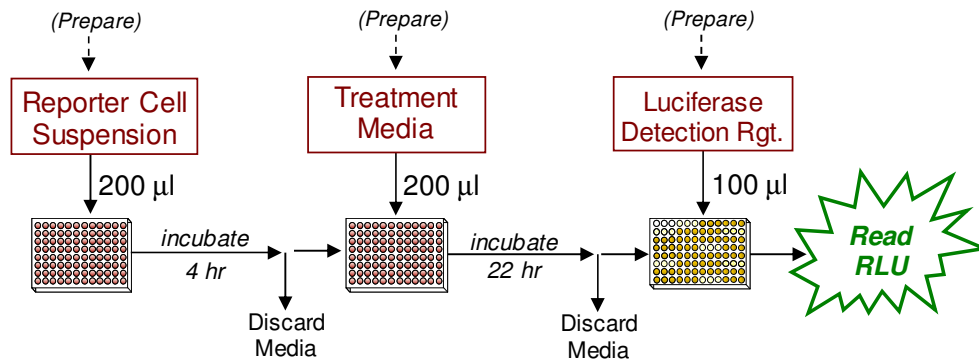 (Prepare)
(Prepare)
(Prepare)
Reporter Cell
Suspension
Treatment
Media
Luciferase
Detection Rgt.
200 µl
200 µl
100 µl
incubate
4 hr
incubate
22 hr
Read
RLU
Discard
Media
Discard
Media